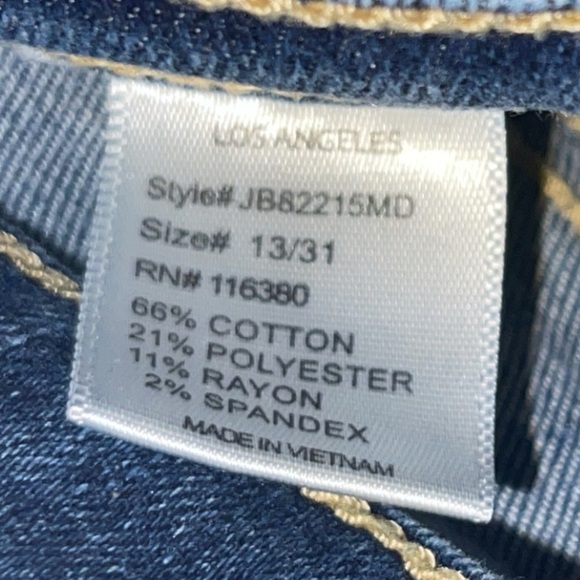 LOS ANGELES
Style# JB82215MD
Size# 13/31
RN# 116380
66% COTTON
21% POLYESTER
11% RAYON
2% SPANDEX
MADE IN VIETNAM